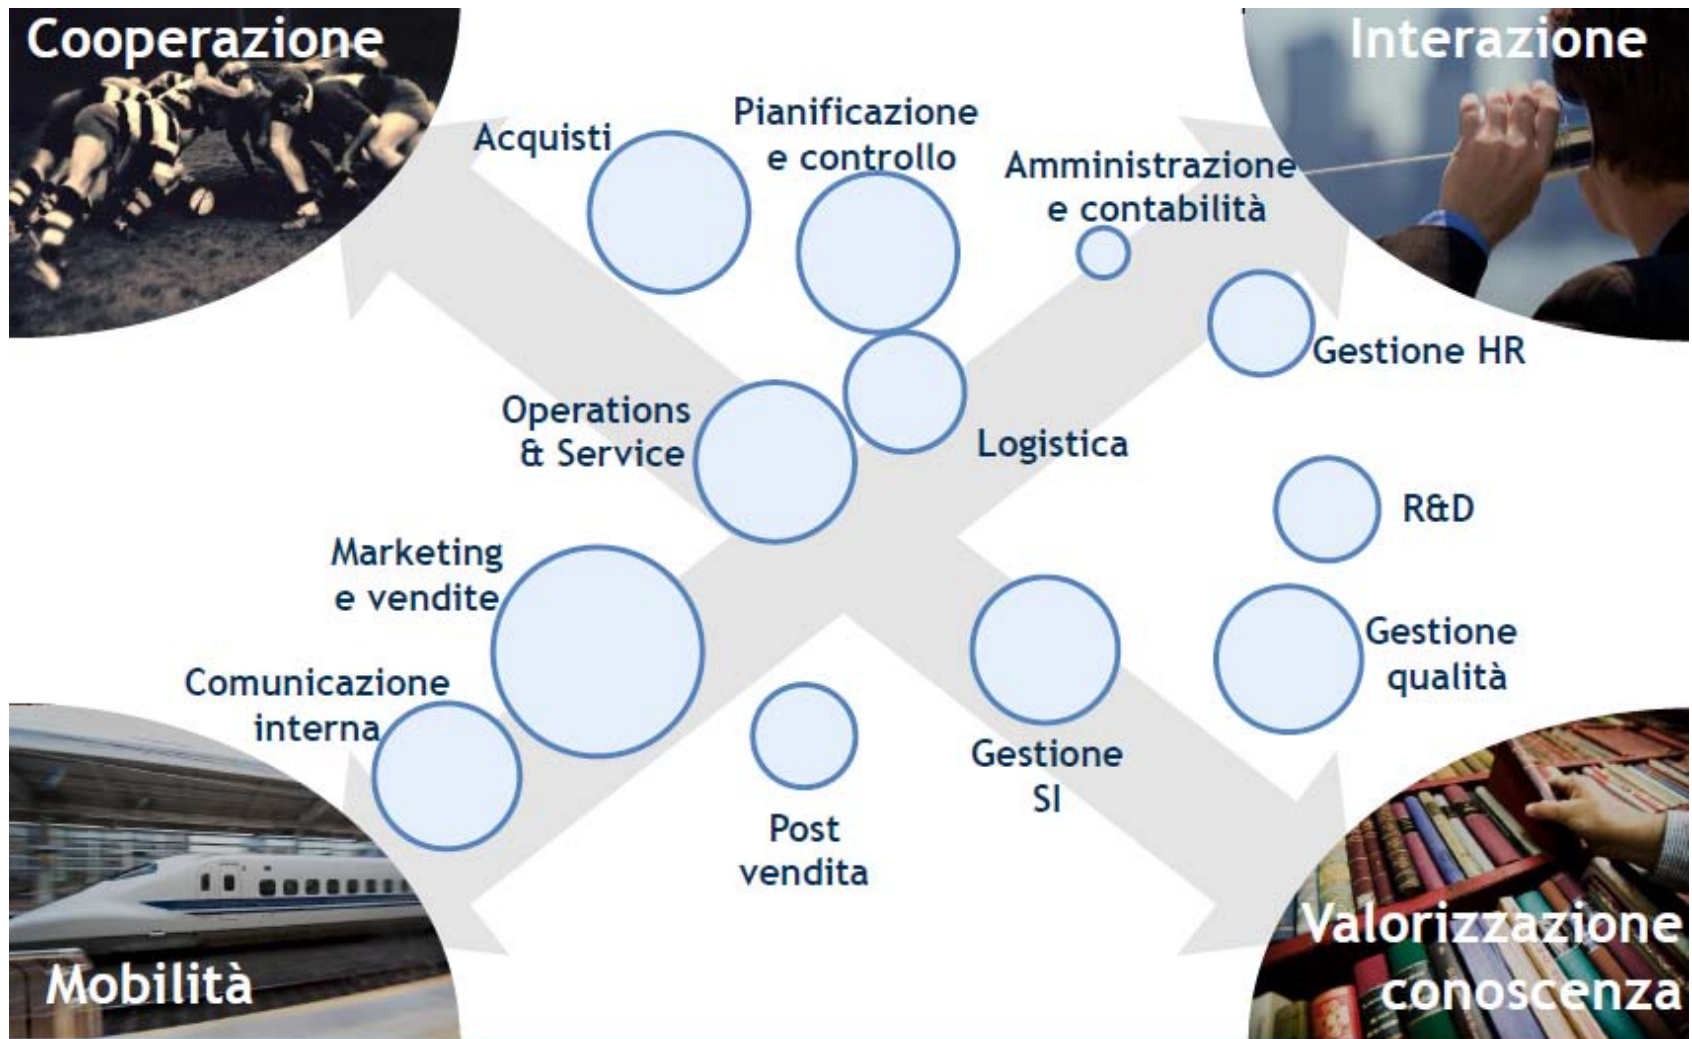 Cooperazione
Interazione
Acquisti
Pianificazione
e controllo
Amministrazione
e contabilità
Gestione HR
Operations
& Service
Logistica
R&D
Marketing
e vendite
Gestione
qualità
Comunicazione
interna
Gestione
SI
Post
vendita
Mobilità
Valorizzazione
conoscenza